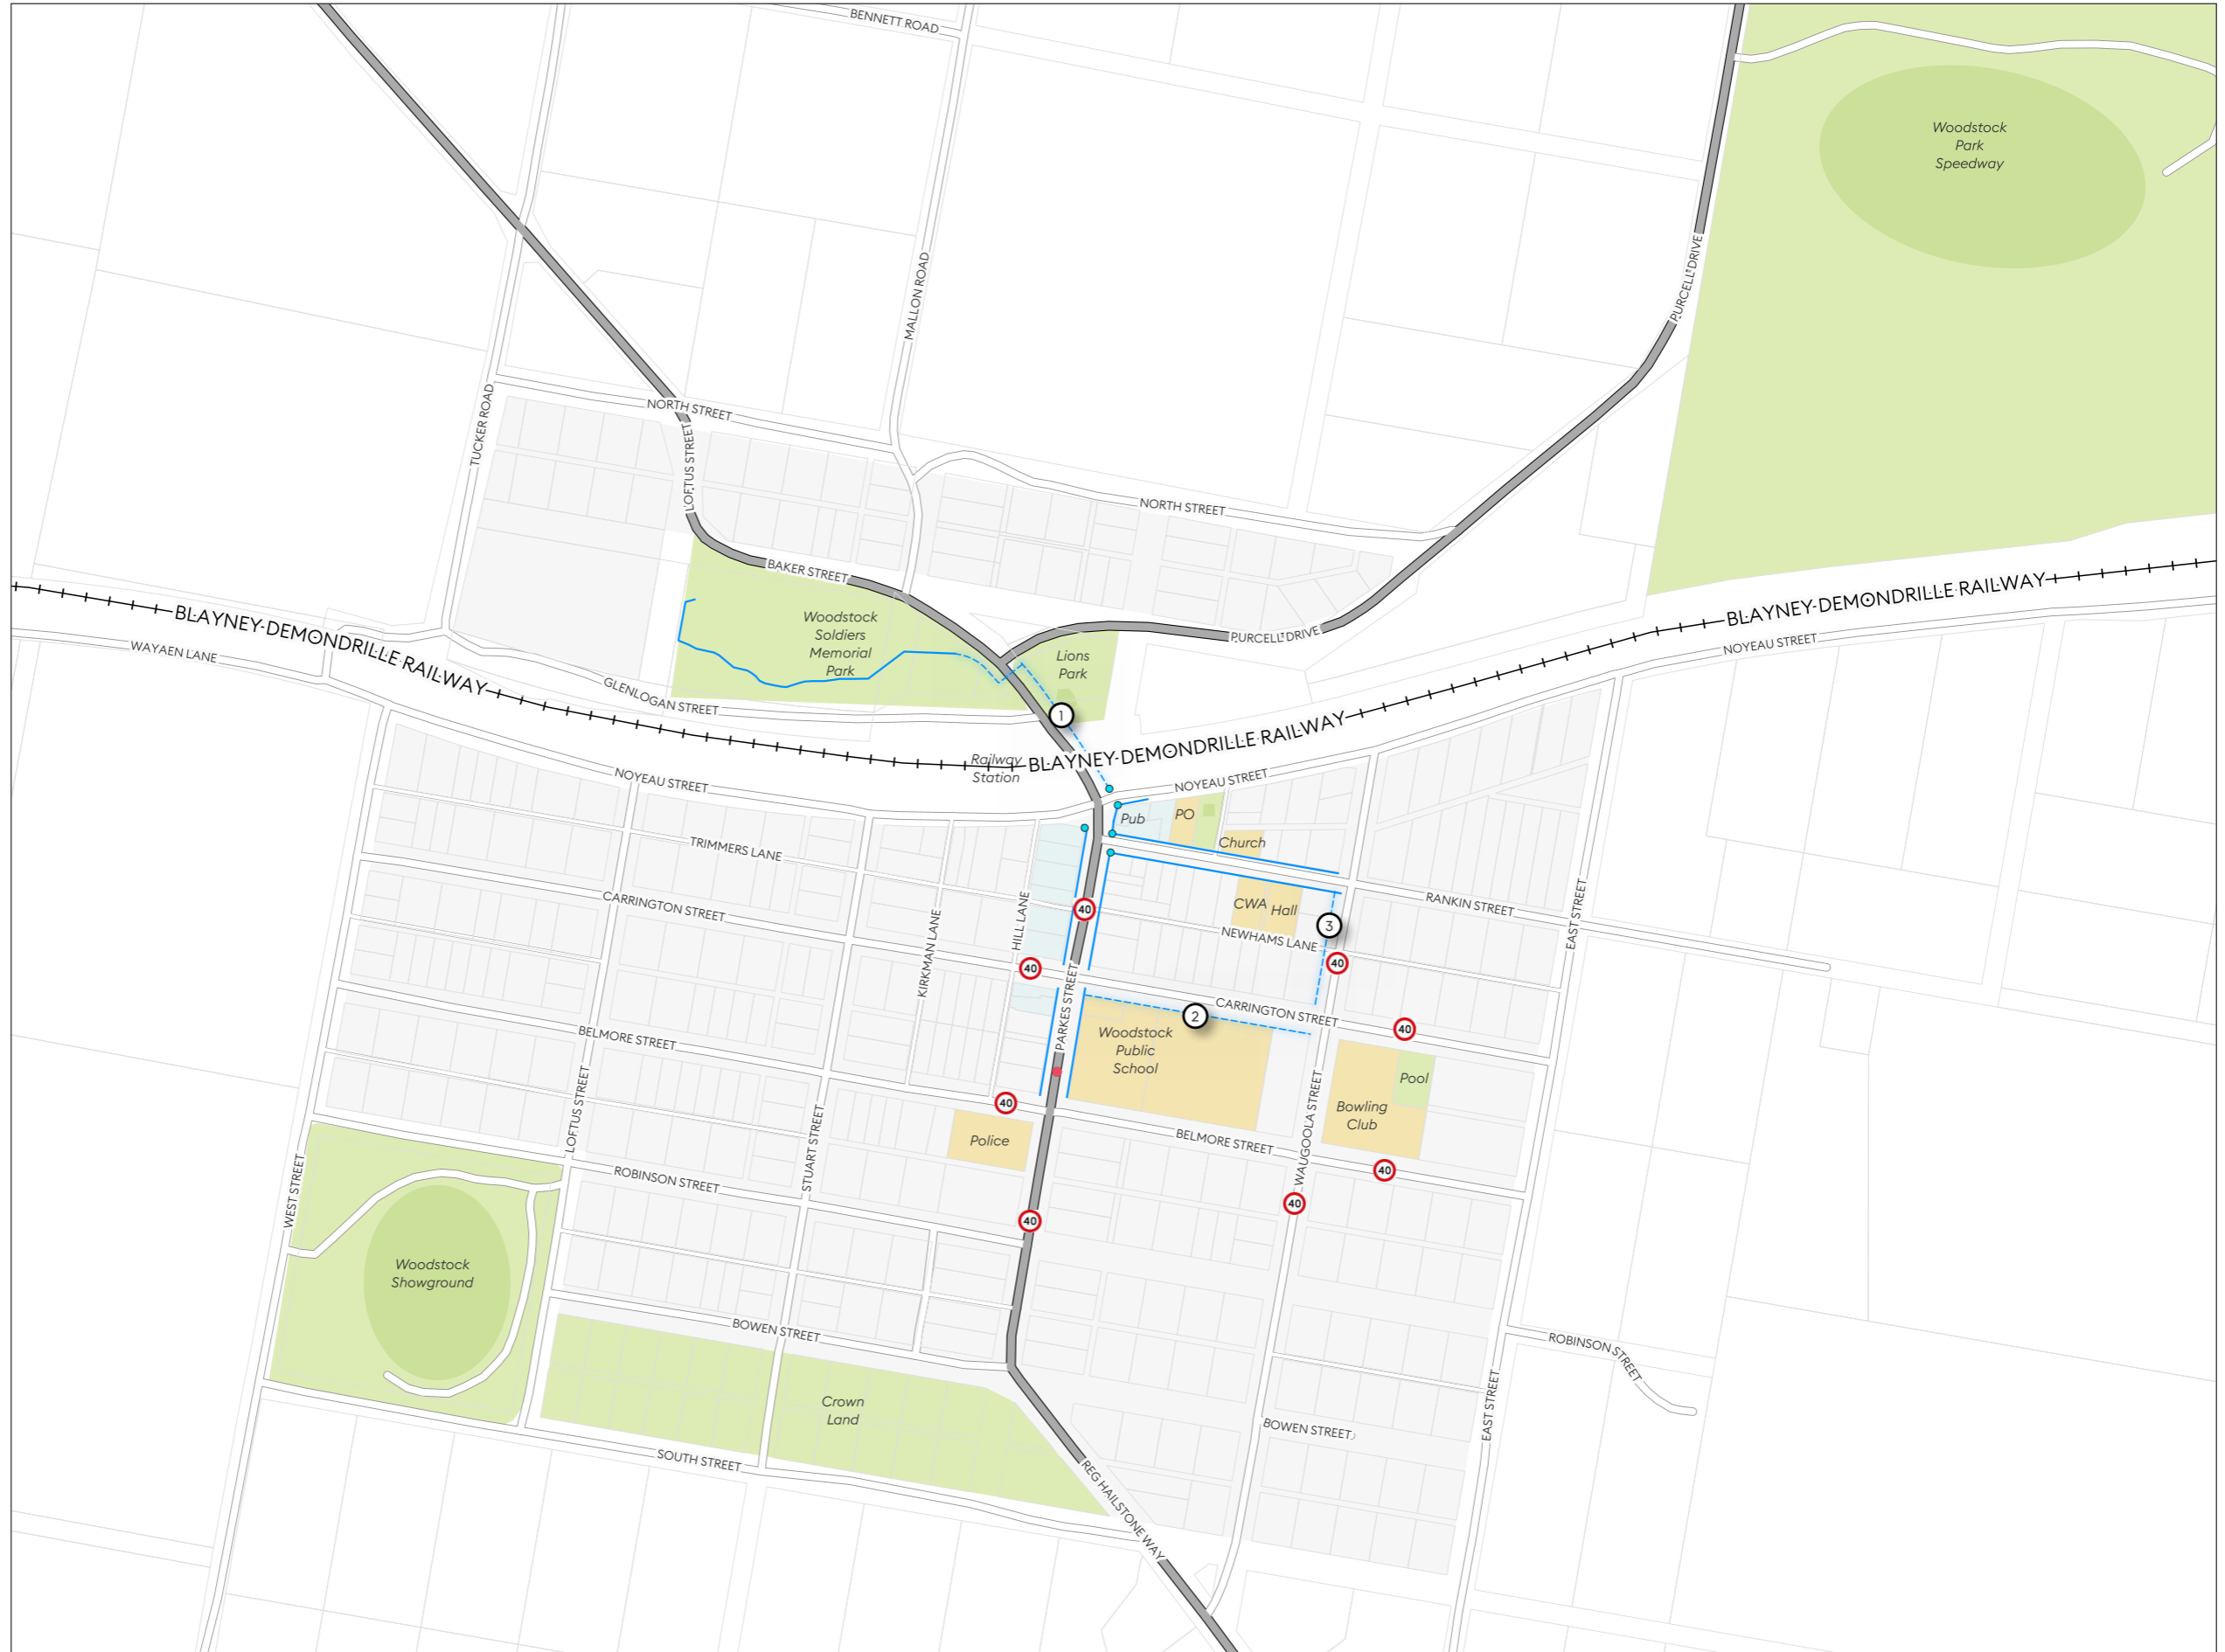 BENNETT ROAD
Woodstock
Park
Speedway
MALLON ROAD
PURCELL DRIVE
TUCKER ROAD
NORTH STREET
LOFTUS STREET
NORTH STREET
BAKER STREET
BLAYNEY-DEMONDRILLE RAILWAY
BLAYNEY-DEMONDRILLE RAILWAY
WAYAEN LANE
Woodstock
Soldiers
Memorial
Park
Lions
Park
PURCELL DRIVE
NOYEAU STREET
GLENLOGAN STREET
1
BLAYNEY-DEMONDRILLE RAILWAY
Railway
Station
NOYEAU STREET
NOYEAU STREET
Pub
PO
Church
TRIMMERS LANE
CARRINGTON STREET
HILL LANE
KIRKMAN LANE
40
CWA
Hall
RANKIN STREET
3
NEWHAMS LANE
EAST STREET
40
40
PARKES STREET
CARRINGTON STREET
2
40
Woodstock
Public
School
BELMORE STREET
Pool
Bowling
Club
40
Police
LOFTUS STREET
STUART STREET
WAUGOOLA STREET
BELMORE STREET
40
WEST STREET
ROBINSON STREET
40
40
Woodstock
Showground
BOWEN STREET
ROBINSON STREET
Crown
Land
EAST STREET
BOWEN STREET
SOUTH STREET
REG HAILSTONE WAY